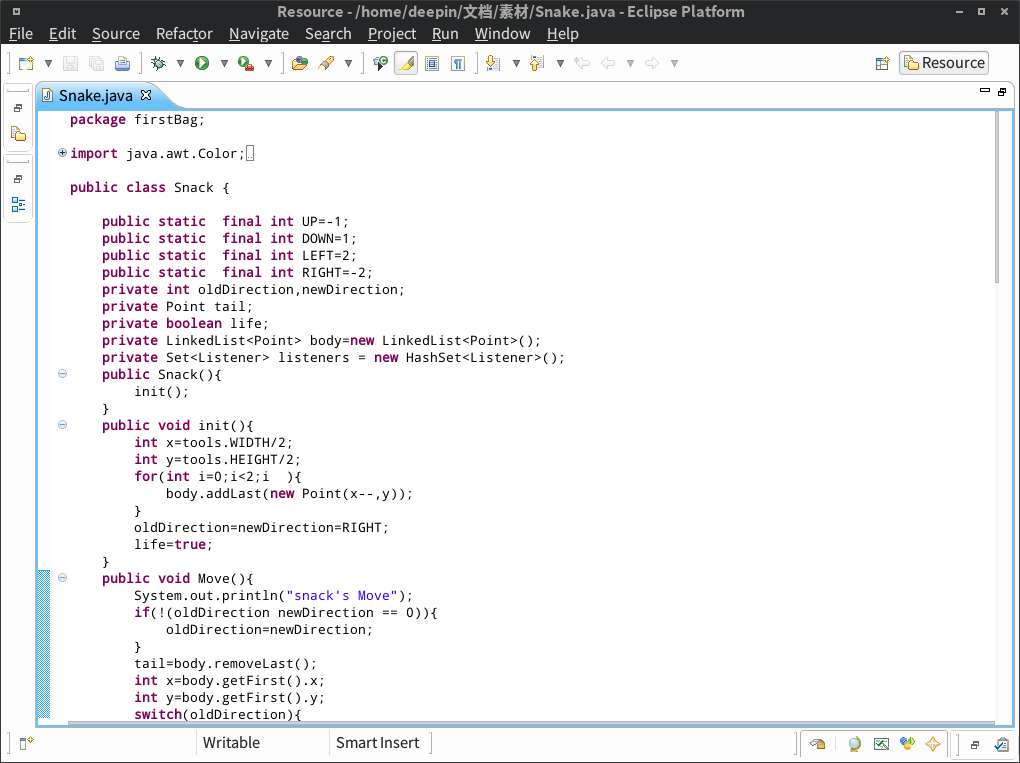 Resource - /home/deepin/文档/素材/Snake.java - Eclipse Platform
File Edit Source Refactor Navigate Search Project Run Window Help
Resource
Snake.java
package firstBag;
import java.awt.Color;
public class Snack {
public static  final int UP=-1;
public static  final int DOWN=1;
public static  final int LEFT=2;
public static  final int RIGHT=-2;
private int oldDirection,newDirection;
private Point tail;
private boolean life;
private LinkedList<Point> body=new LinkedList<Point>();
private Set<Listener> listeners = new HashSet<Listener>();
public Snack(){
init();
}
public void init(){
int x=tools.WIDTH/2;
int y=tools.HEIGHT/2;
for(int i=0;i<2;i  ){
body.addLast(new Point(x--,y));
}
oldDirection=newDirection=RIGHT;
life=true;
}
public void Move(){
System.out.println("snack's Move");
if(!(oldDirection newDirection == 0)){
oldDirection=newDirection;
}
tail=body.removeLast();
int x=body.getFirst().x;
int y=body.getFirst().y;
switch(oldDirection){
Writable
Smart Insert